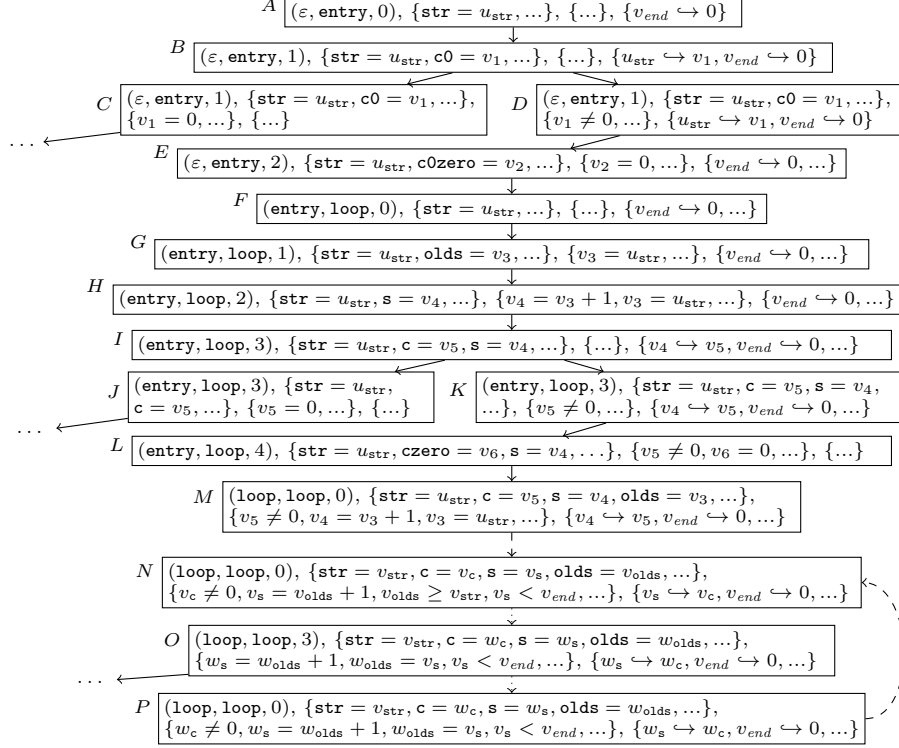 A (ε, entry, 0), {str = u_str, ...}, {...}, {v_end ↪ 0}
B (ε, entry, 1), {str = u_str, c0 = v_1, ...}, {...}, {u_str ↪ v_1, v_end ↪ 0}
C (ε, entry, 1), {str = u_str, c0 = v_1, ...},
{v_1 = 0, ...}, {...}
D (ε, entry, 1), {str = u_str, c0 = v_1, ...},
{v_1 ≠ 0, ...}, {u_str ↪ v_1, v_end ↪ 0}
...
E (ε, entry, 2), {str = u_str, c0zero = v_2, ...}, {v_2 = 0, ...}, {v_end ↪ 0, ...}
F (entry, loop, 0), {str = u_str, ...}, {...}, {v_end ↪ 0, ...}
G (entry, loop, 1), {str = u_str, olds = v_3, ...}, {v_3 = u_str, ...}, {v_end ↪ 0, ...}
H (entry, loop, 2), {str = u_str, s = v_4, ...}, {v_4 = v_3 + 1, v_3 = u_str, ...}, {v_end ↪ 0, ...}
I (entry, loop, 3), {str = u_str, c = v_5, s = v_4, ...}, {...}, {v_4 ↪ v_5, v_end ↪ 0, ...}
J (entry, loop, 3), {str = u_str,
c = v_5, ...}, {v_5 = 0, ...}, {...}
K (entry, loop, 3), {str = u_str, c = v_5, s = v_4,
...}, {v_5 ≠ 0, ...}, {v_4 ↪ v_5, v_end ↪ 0, ...}
...
L (entry, loop, 4), {str = u_str, czero = v_6, s = v_4, ...}, {v_5 ≠ 0, v_6 = 0, ...}, {...}
M (loop, loop, 0), {str = u_str, c = v_5, s = v_4, olds = v_3, ...},
{v_5 ≠ 0, v_4 = v_3 + 1, v_3 = u_str, ...}, {v_4 ↪ v_5, v_end ↪ 0, ...}
N (loop, loop, 0), {str = v_str, c = v_c, s = v_s, olds = v_olds, ...},
{v_c ≠ 0, v_s = v_olds + 1, v_olds ≥ v_str, v_s < v_end, ...}, {v_s ↪ v_c, v_end ↪ 0, ...}
O (loop, loop, 3), {str = v_str, c = w_c, s = w_s, olds = w_olds, ...},
{w_s = w_olds + 1, w_olds = v_s, v_s < v_end, ...}, {w_s ↪ w_c, v_end ↪ 0, ...}
...
P (loop, loop, 0), {str = v_str, c = w_c, s = w_s, olds = w_olds, ...},
{w_c ≠ 0, w_s = w_olds + 1, w_olds = v_s, v_s < v_end, ...}, {w_s ↪ w_c, v_end ↪ 0, ...}